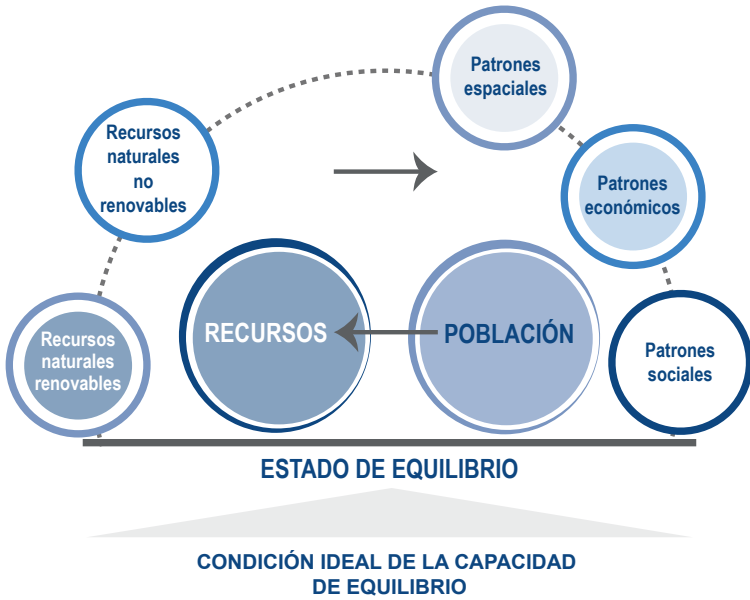 Patrones
espaciales
Recursos
naturales
no
renovables
Patrones
económicos
RECURSOS
POBLACIÓN
Recursos
naturales
renovables
Patrones
sociales
ESTADO DE EQUILIBRIO
CONDICIÓN IDEAL DE LA CAPACIDAD
DE EQUILIBRIO